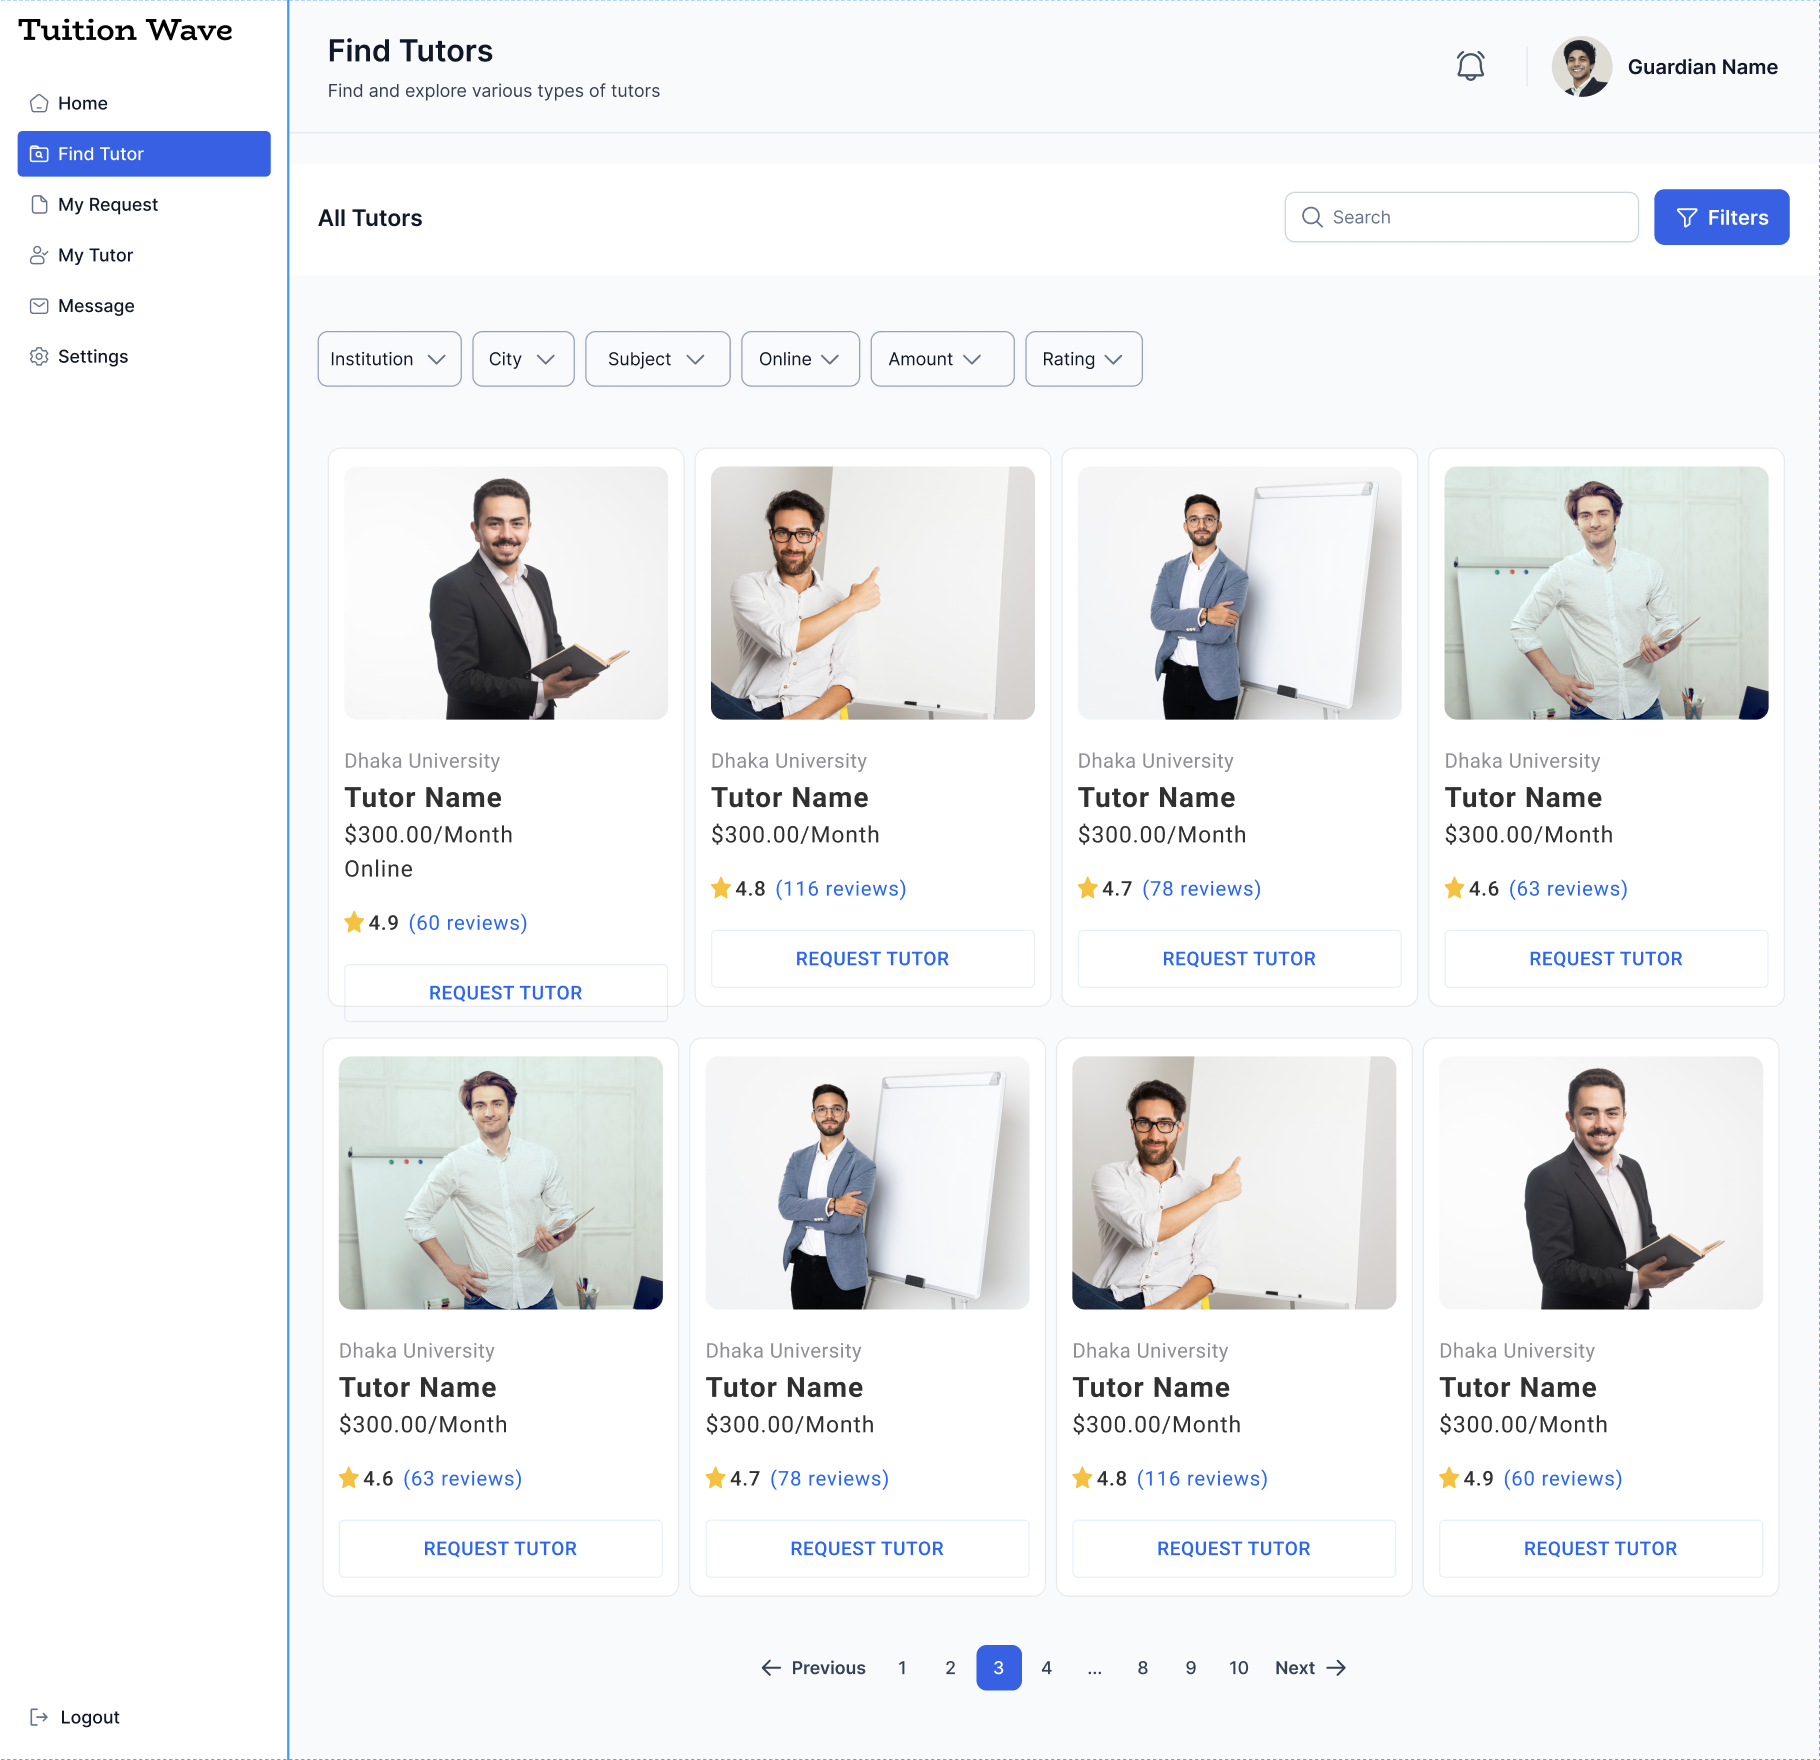 Tuition Wave
Home
Find Tutor
My Request
My Tutor
Message
Settings
Logout
Find Tutors
Find and explore various types of tutors
Guardian Name
All Tutors
Search
Filters
Institution
City
Subject
Online
Amount
Rating
Dhaka University
Tutor Name
$300.00/Month
Online
4.9 (60 reviews)
REQUEST TUTOR
Dhaka University
Tutor Name
$300.00/Month
4.8 (116 reviews)
REQUEST TUTOR
Dhaka University
Tutor Name
$300.00/Month
4.7 (78 reviews)
REQUEST TUTOR
Dhaka University
Tutor Name
$300.00/Month
4.6 (63 reviews)
REQUEST TUTOR
Dhaka University
Tutor Name
$300.00/Month
4.6 (63 reviews)
REQUEST TUTOR
Dhaka University
Tutor Name
$300.00/Month
4.7 (78 reviews)
REQUEST TUTOR
Dhaka University
Tutor Name
$300.00/Month
4.8 (116 reviews)
REQUEST TUTOR
Dhaka University
Tutor Name
$300.00/Month
4.9 (60 reviews)
REQUEST TUTOR
Previous 1 2 3 4 ... 8 9 10 Next